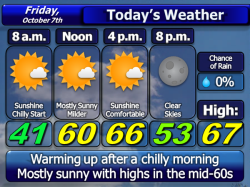 Friday,
October 7th
Today's Weather
8 a.m. Noon 4 p.m. 8 p.m.
Chance
of Rain
0%
Sunshine Mostly Sunny Sunshine Clear
Chilly Start Milder Comfortable Skies
High:
41 60 66 53 67
Warming up after a chilly morning
Mostly sunny with highs in the mid-60s